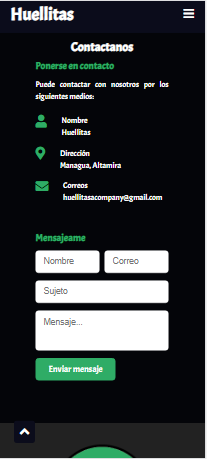 Huellitas
Contactanos
Ponerse en contacto
Puede contactar con nosotros por los
siguientes medios:
Nombre
Huellitas
Dirección
Managua, Altamira
Correos
huellitasacompany@gmail.com
Mensajeame
Nombre Correo
Sujeto
Mensaje...
Enviar mensaje